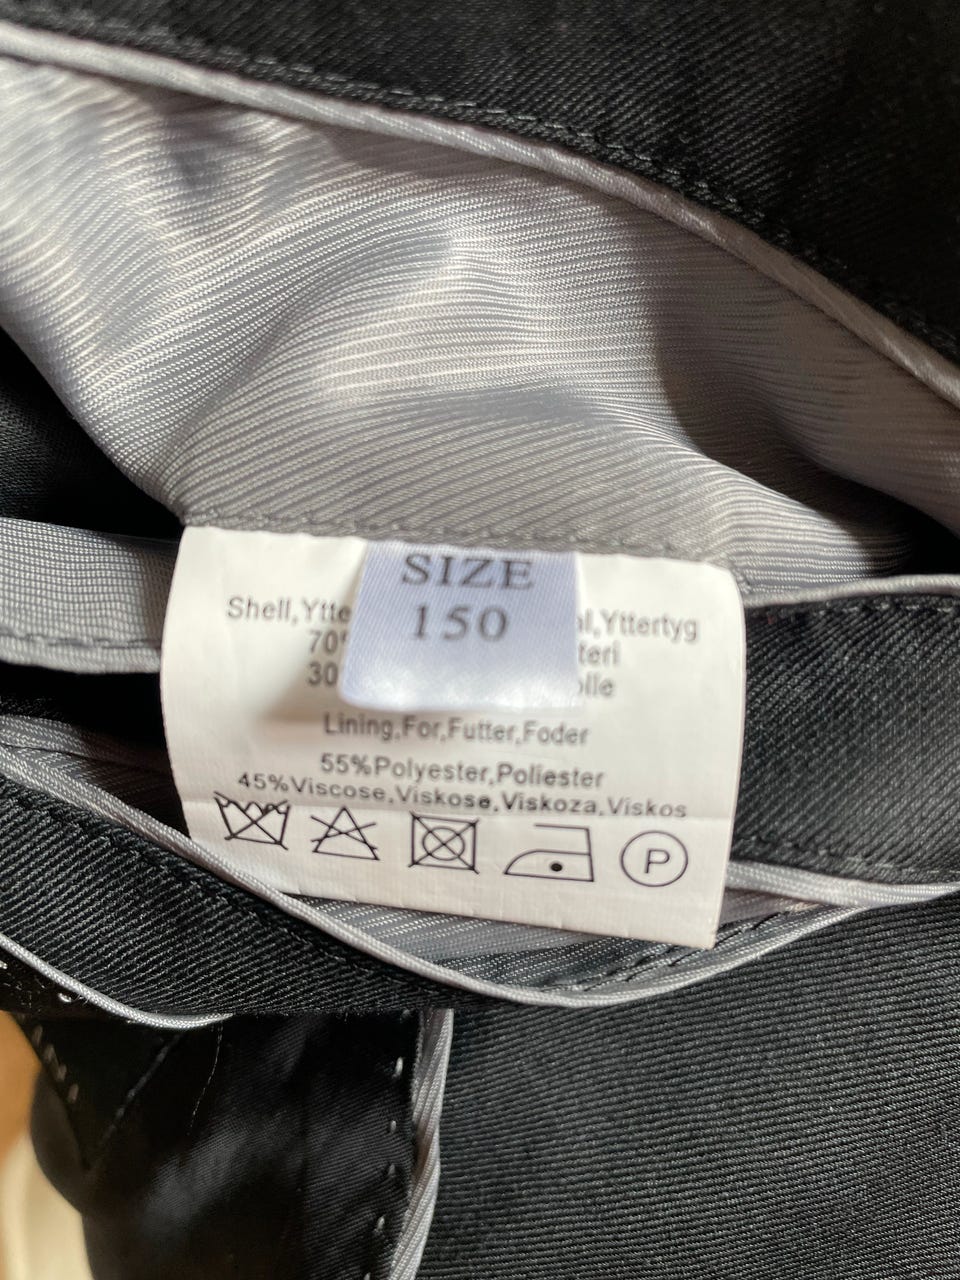 SIZE
150
Shell,Ytte al,Yttertyg
70 teri
30 olle
Lining,For,Futter,Foder
55%Polyester,Poliester
45%Viscose,Viskose,Viskoza,Viskos
P